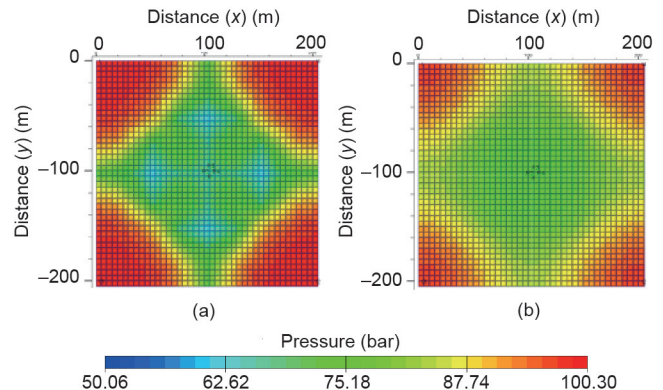 Distance (x) (m)
0 100 200
Distance (y) (m)
0
–100
–200
(a)
Distance (x) (m)
0 100 200
Distance (y) (m)
0
–100
–200
(b)
Pressure (bar)
50.06 62.62 75.18 87.74 100.30